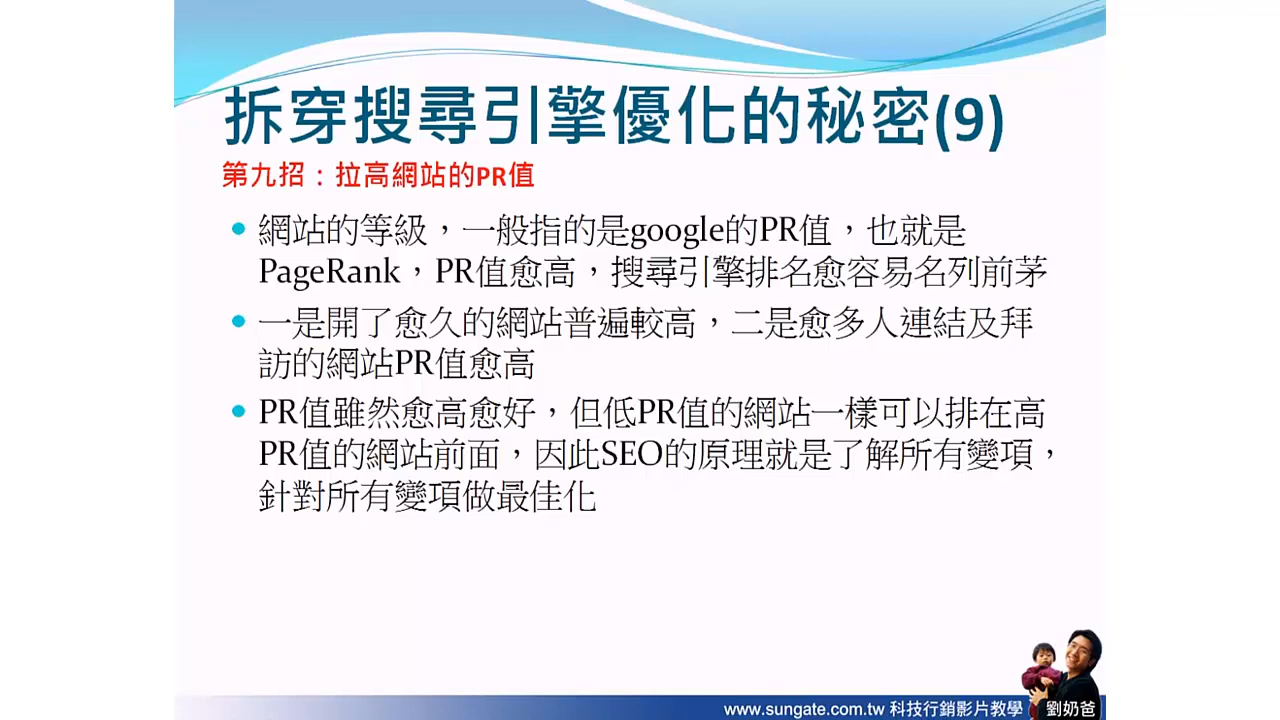 拆穿搜尋引擎優化的秘密(9)
第九招：拉高網站的PR值
網站的等級，一般指的是google的PR值，也就是
PageRank，PR值愈高，搜尋引擎排名愈容易名列前茅
一是開了愈久的網站普遍較高，二是愈多人連結及拜
訪的網站PR值愈高
PR值雖然愈高愈好，但低PR值的網站一樣可以排在高
PR值的網站前面，因此SEO的原理就是了解所有變項，
針對所有變項做最佳化
www.sungate.com.tw 科技行銷影片教學
劉奶爸